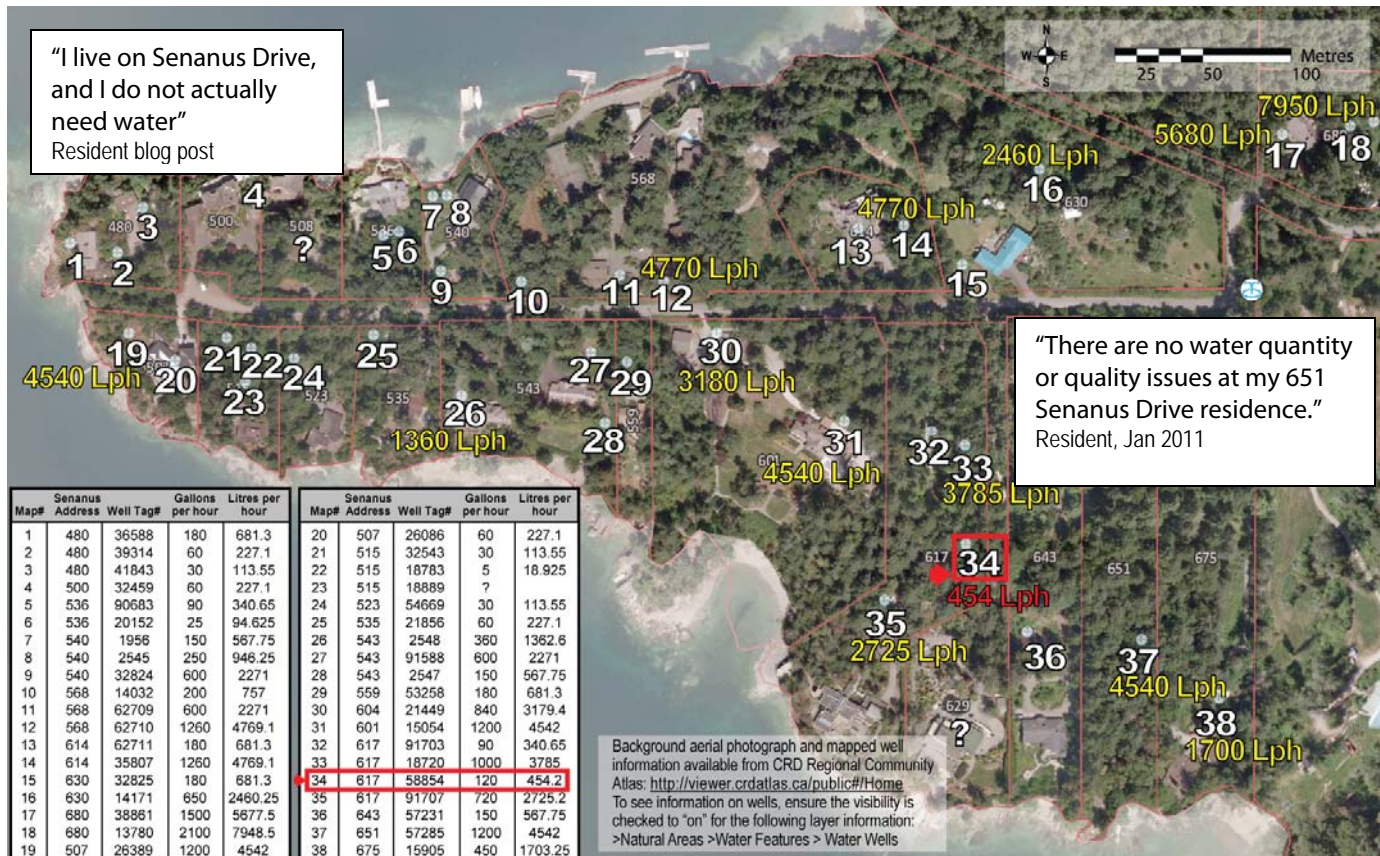 “I live on Senanus Drive,
and I do not actually
need water”
Resident blog post
N
W E
S
Metres
25 50 100
7950 Lph
5680 Lph
17
18
2460 Lph
16
630
568
4
480
3
500
508
?
7
8
536
5
6
540
4770 Lph
13
14
1
2
9
10
11
4770 Lph
12
15
“There are no water quantity
or quality issues at my 651
Senanus Drive residence.”
Resident, Jan 2011
19
4540 Lph
20
507
21
22
23
24
523
25
535
26
1360 Lph
543
27
29
28
559
30
3180 Lph
31
601
4540 Lph
32
33
3785 Lph
617
34
454 Lph
643
651
675
35
2725 Lph
629
?
36
37
4540 Lph
38
1700 Lph
Map# Senanus Address Well Tag# Gallons per hour Litres per hour
1 480 36588 180 681.3
2 480 39314 60 227.1
3 480 41843 30 113.55
4 500 32459 60 227.1
5 536 90683 90 340.65
6 536 20152 25 94.625
7 540 1956 150 567.75
8 540 2545 250 946.25
9 540 32824 600 2271
10 568 14032 200 757
11 568 62709 600 2271
12 568 62710 1260 4769.1
13 614 62711 180 681.3
14 614 35807 1260 4769.1
15 630 32825 180 681.3
16 630 14171 650 2460.25
17 680 38861 1500 5677.5
18 680 13780 2100 7948.5
19 507 26389 1200 4542
Map# Senanus Address Well Tag# Gallons per hour Litres per hour
20 507 26086 60 227.1
21 515 32543 30 113.55
22 515 18783 5 18.925
23 515 18889 ?
24 523 54669 30 113.55
25 535 21856 60 227.1
26 543 2548 360 1362.6
27 543 91588 600 2271
28 543 2547 150 567.75
29 559 53258 180 681.3
30 604 21449 840 3179.4
31 601 15054 1200 4542
32 617 91703 90 340.65
33 617 18720 1000 3785
34 617 58854 120 454.2
35 617 91707 720 2725.2
36 643 57231 150 567.75
37 651 57285 1200 4542
38 675 15905 450 1703.25
Background aerial photograph and mapped well
information available from CRD Regional Community
Atlas: http://viewer.crdatlas.ca/public#/Home
To see information on wells, ensure the visibility is
checked to “on” for the following layer information:
>Natural Areas >Water Features > Water Wells